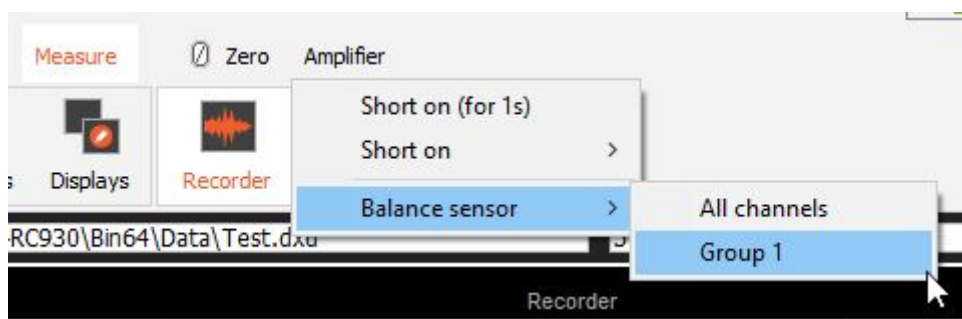 Measure Zero Amplifier
Short on (for 1s)
Short on >
Displays Recorder
Balance sensor >
All channels
-RC930\Bin64\Data\Test.dxd
Group 1
Recorder